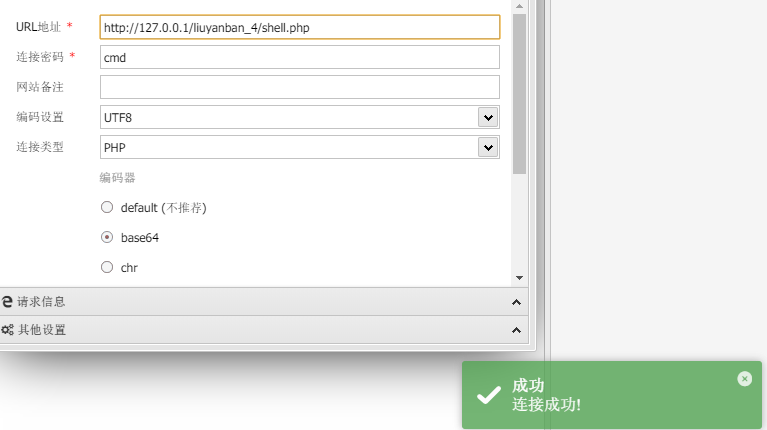 URL地址 * http://127.0.0.1/liuyanban_4/shell.php
连接密码 * cmd
网站备注
编码设置 UTF8
连接类型 PHP
编码器
default (不推荐)
base64
chr
请求信息
其他设置
成功
连接成功!